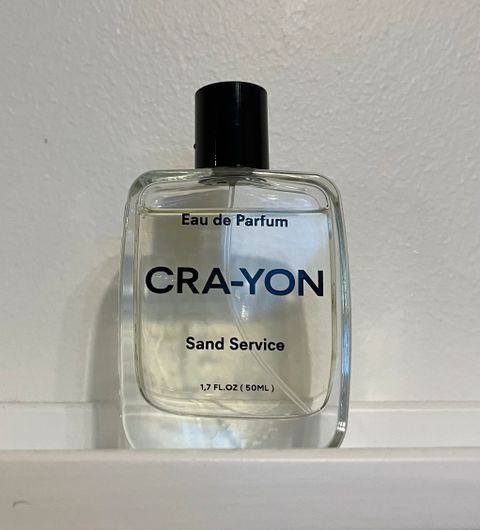 Eau de Parfum
CRA-YON
Sand Service
1,7 FL.OZ ( 50ML )